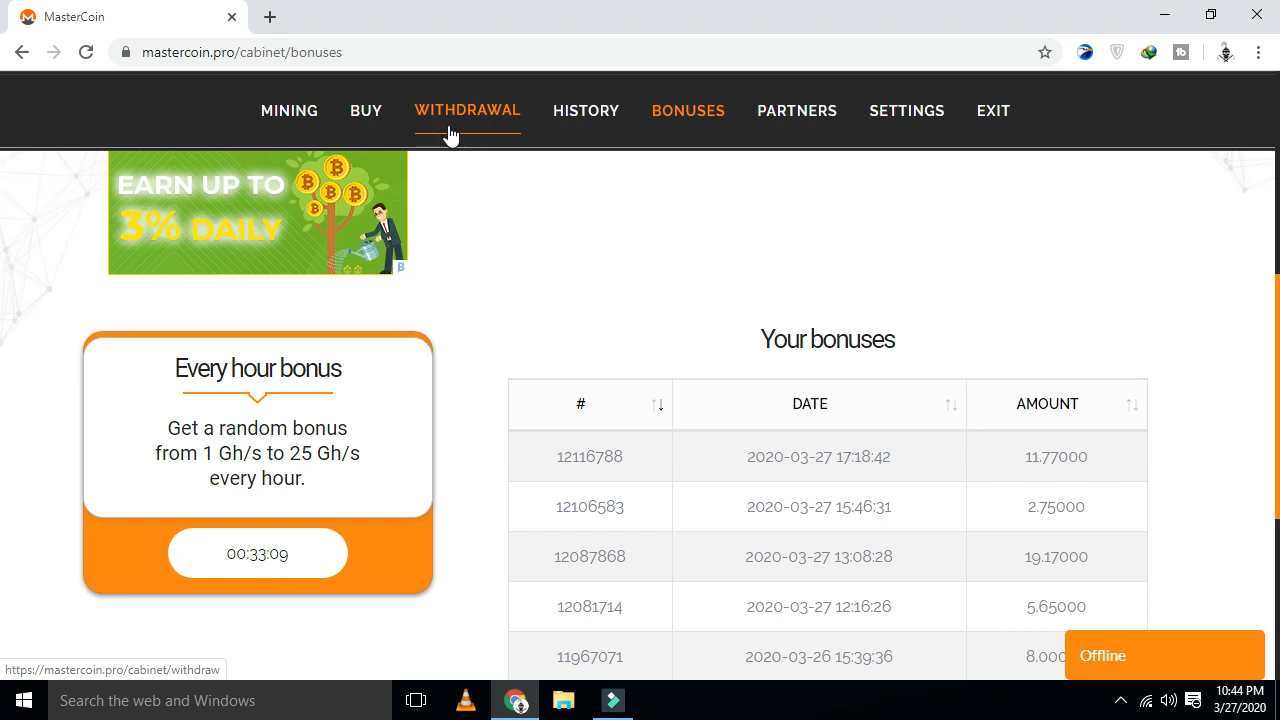 MasterCoin
mastercoin.pro/cabinet/bonuses
MINING BUY WITHDRAWAL HISTORY BONUSES PARTNERS SETTINGS EXIT
EARN UP TO
3% DAILY
Every hour bonus
Get a random bonus
from 1 Gh/s to 25 Gh/s
every hour.
00:33:09
Your bonuses
# DATE AMOUNT
12116788 2020-03-27 17:18:42 11.77000
12106583 2020-03-27 15:46:31 2.75000
12087868 2020-03-27 13:08:28 19.17000
12081714 2020-03-27 12:16:26 5.65000
11967071 2020-03-26 15:39:36 8.000
Offline
https://mastercoin.pro/cabinet/withdraw
Search the web and Windows
10:44 PM
3/27/2020